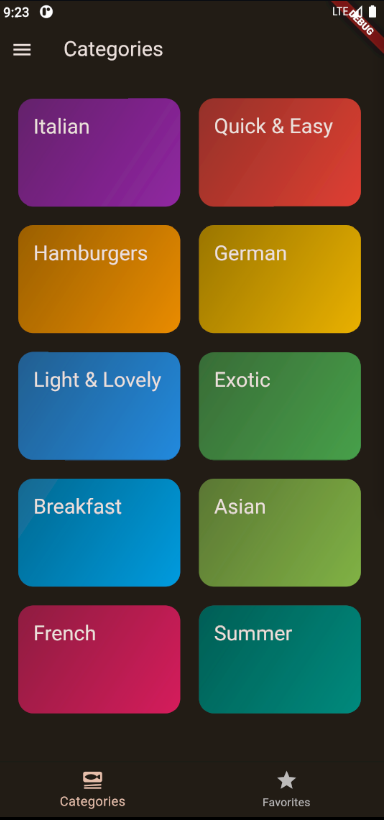 9:23
LTE
DEBUG
Categories
Italian
Quick & Easy
Hamburgers
German
Light & Lovely
Exotic
Breakfast
Asian
French
Summer
Categories
Favorites